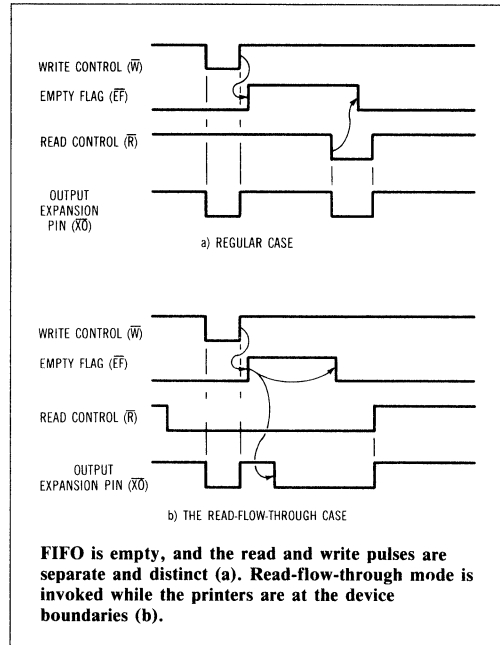 WRITE CONTROL (W̅)
EMPTY FLAG (E̅F̅)
READ CONTROL (R̅)
OUTPUT
EXPANSION
PIN (X̅O̅)
a) REGULAR CASE
WRITE CONTROL (W̅)
EMPTY FLAG (E̅F̅)
READ CONTROL (R̅)
OUTPUT
EXPANSION PIN (X̅O̅)
b) THE READ-FLOW-THROUGH CASE
FIFO is empty, and the read and write pulses are
separate and distinct (a). Read-flow-through mode is
invoked while the printers are at the device
boundaries (b).